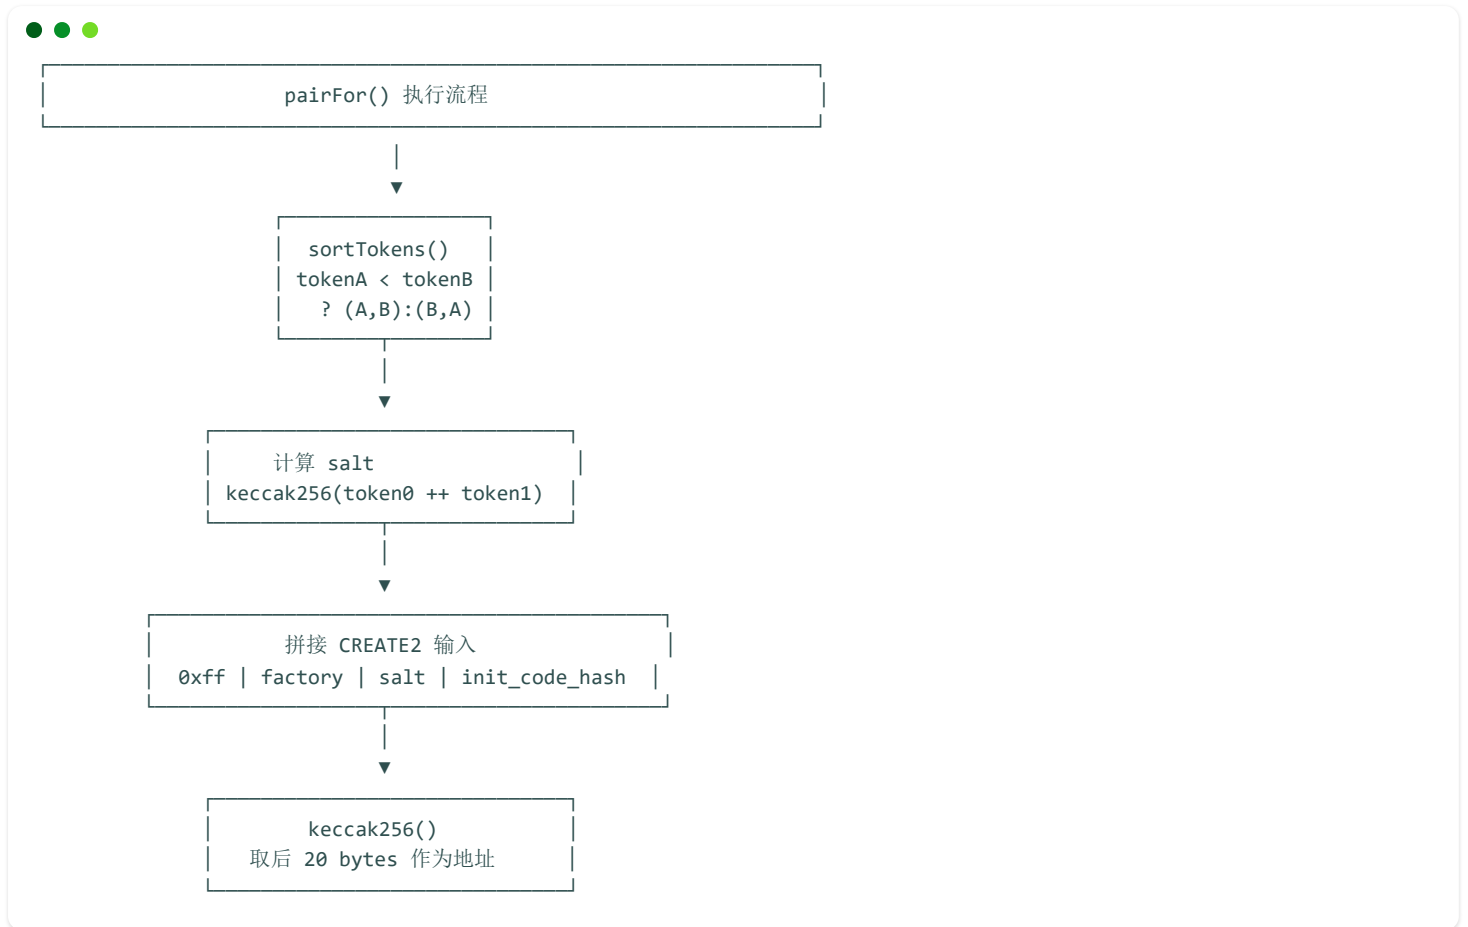 pairFor() 执行流程
sortTokens()
tokenA < tokenB
? (A,B):(B,A)
计算 salt
keccak256(token0 ++ token1)
拼接 CREATE2 输入
0xff | factory | salt | init_code_hash
keccak256()
取后 20 bytes 作为地址